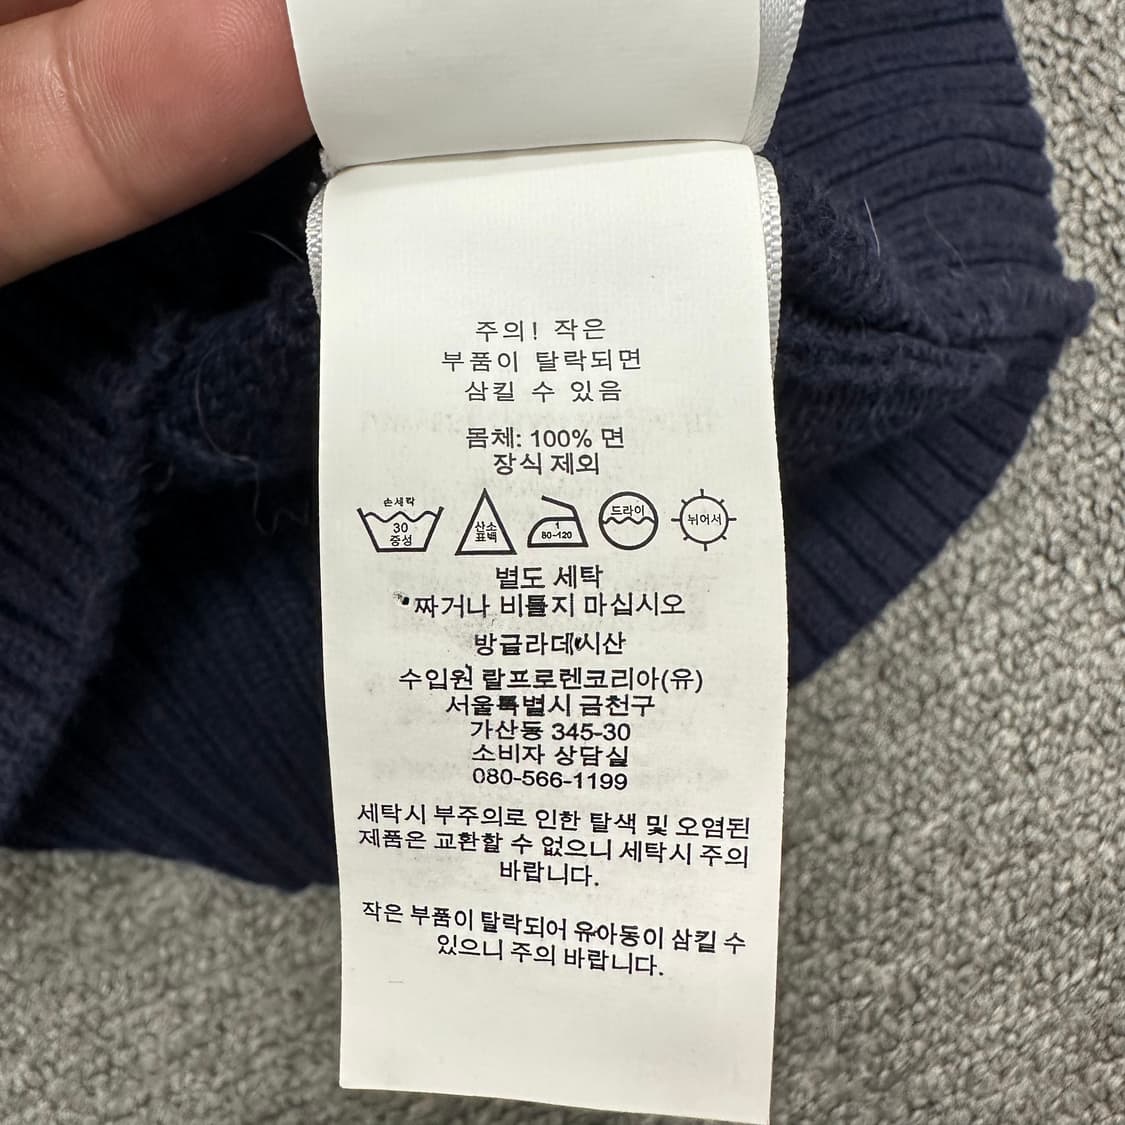 주의! 작은
부품이 탈락되면
삼킬 수 있음
몸체: 100% 면
장식 제외
손세탁
30
중성
산소
표백
1
80-120
드라이
뉘어서
별도 세탁
짜거나 비틀지 마십시오
방글라데시산
수입원 랄프로렌코리아(유)
서울특별시 금천구
가산동 345-30
소비자 상담실
080-566-1199
세탁시 부주의로 인한 탈색 및 오염된
제품은 교환할 수 없으니 세탁시 주의
바랍니다.
작은 부품이 탈락되어 유아동이 삼킬 수
있으니 주의 바랍니다.